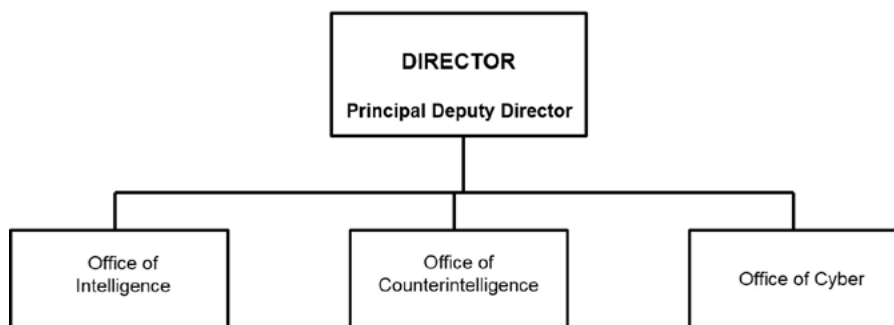 DIRECTOR
Principal Deputy Director
Office of
Intelligence
Office of
Counterintelligence
Office of Cyber